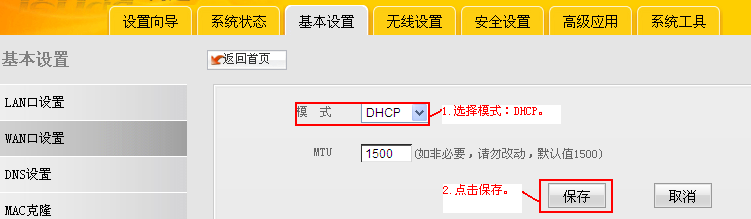 设置向导 系统状态 基本设置 无线设置 安全设置 高级应用 系统工具
基本设置
返回首页
LAN口设置
WAN口设置
DNS设置
MAC克隆
模 式 DHCP 1.选择模式：DHCP。
MTU 1500 (如非必要，请勿改动，默认值1500)
2.点击保存。 保存 取消